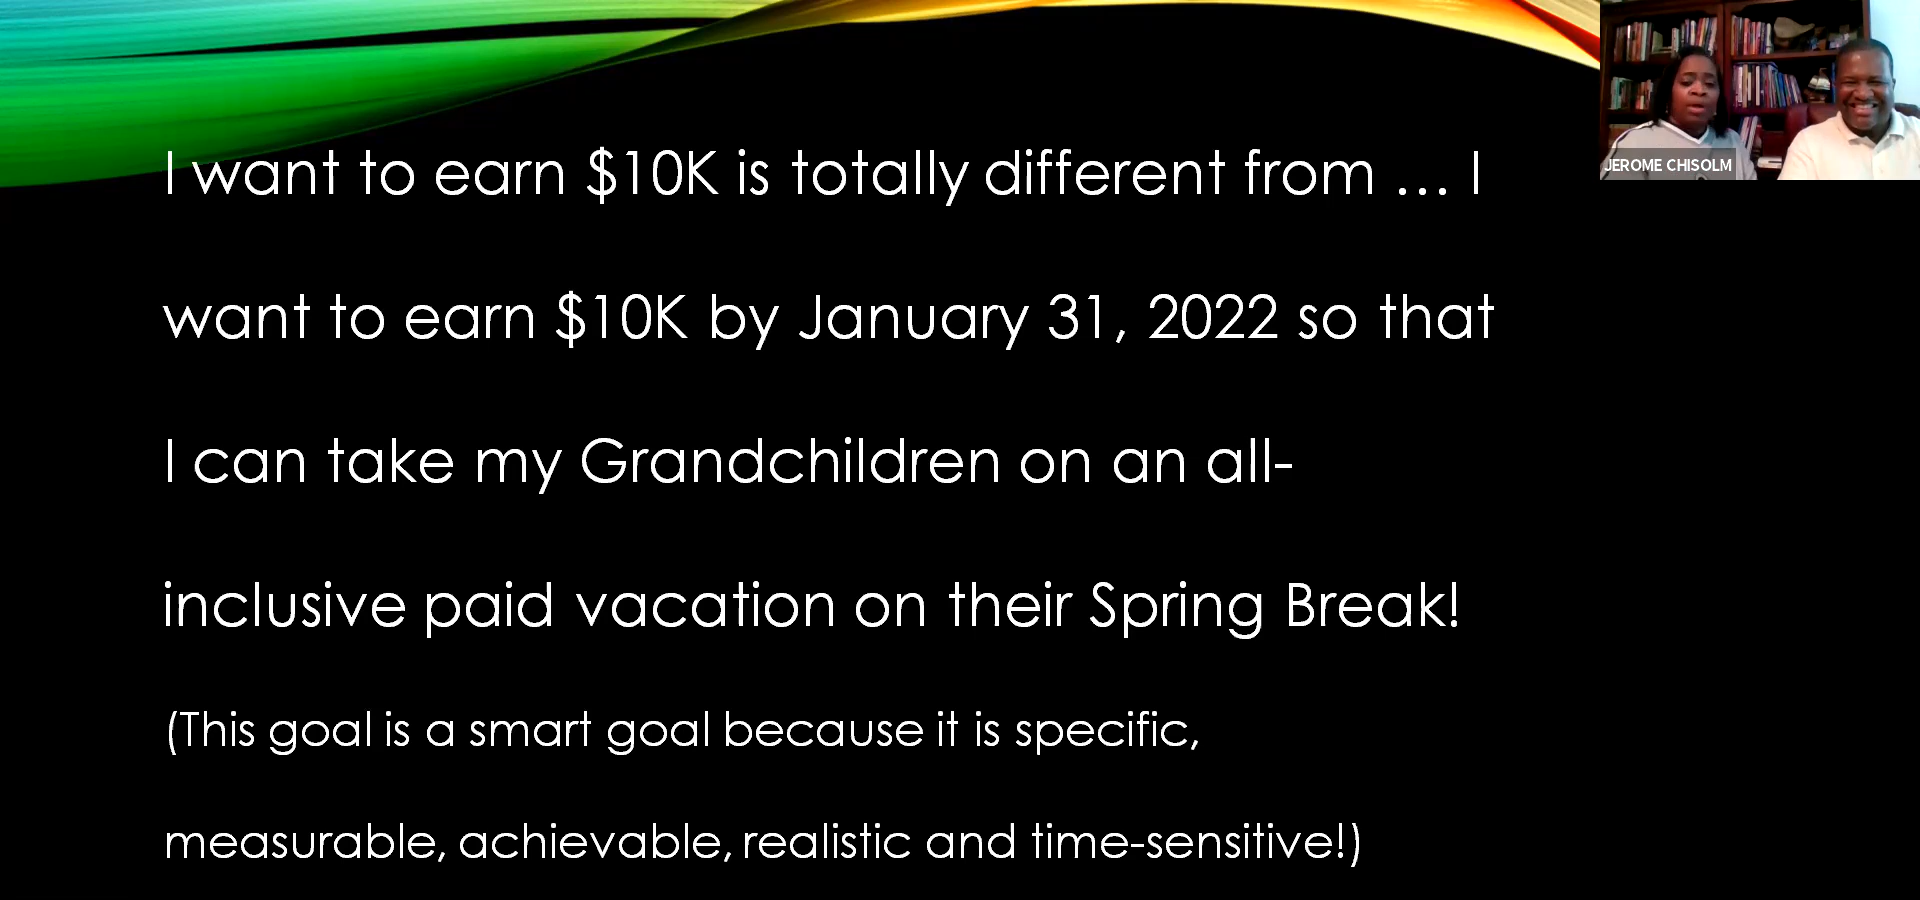 I want to earn $10K is totally different from … I
want to earn $10K by January 31, 2022 so that
I can take my Grandchildren on an all-
inclusive paid vacation on their Spring Break!
(This goal is a smart goal because it is specific,
measurable, achievable, realistic and time-sensitive!)
JEROME CHISOLM